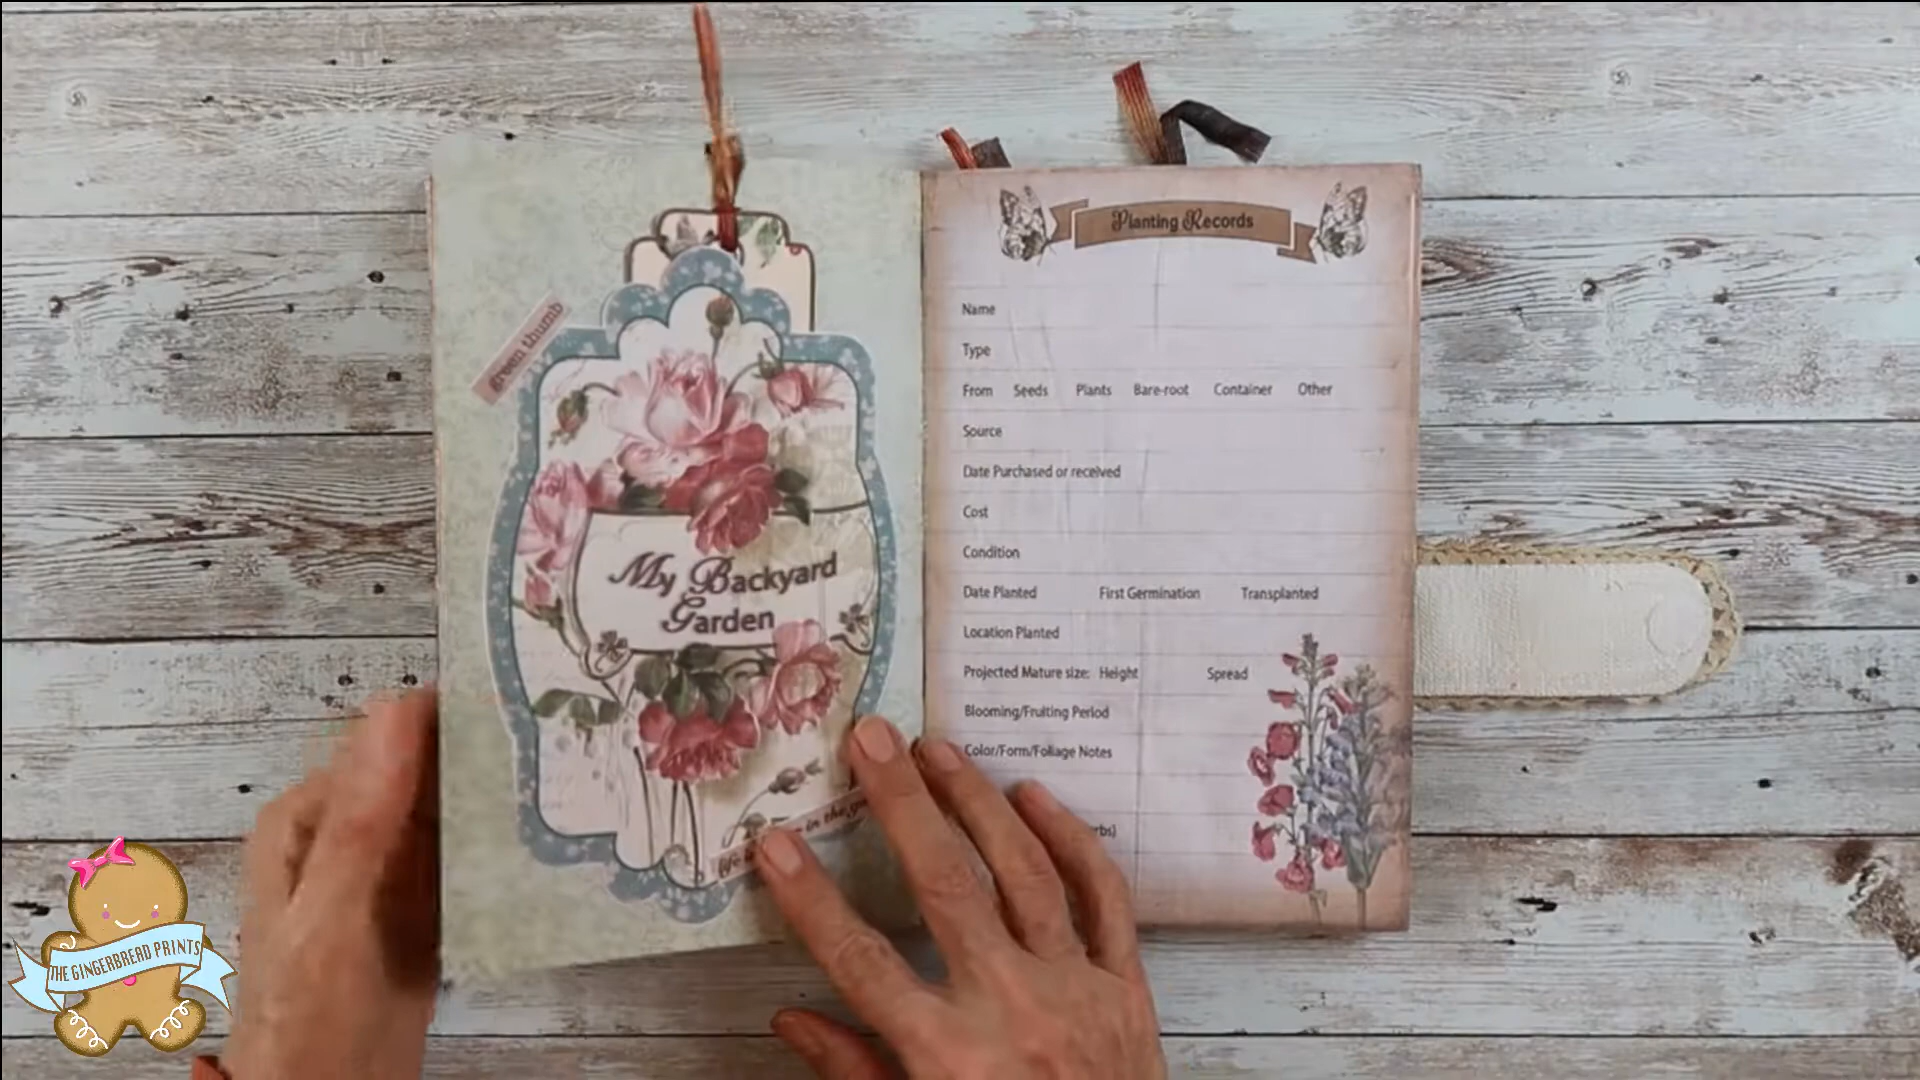 green thumb
My Backyard
Garden
in the
Planting Records
Name
Type
From Seeds Plants Bare-root Container Other
Source
Date Purchased or received
Cost
Condition
Date Planted First Germination Transplanted
Location Planted
Projected Mature size: Height Spread
Blooming/Fruiting Period
Color/Form/Foliage Notes
THE GINGERBREAD PRINTS